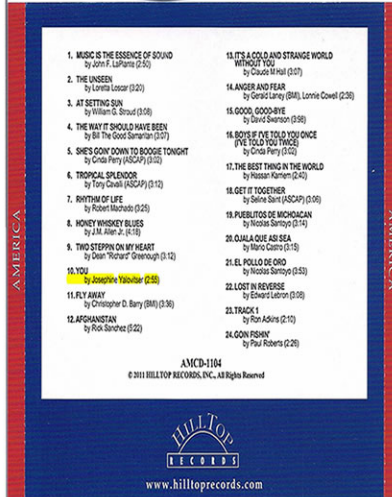 1. MUSIC IS THE ESSENCE OF SOUND
by John F. LaPlante (2:50)
2. THE UNSEEN
by Loreta Loscar (3:20)
3. AT SETTING SUN
by William G. Stroud (3:08)
4. THE WAY IT SHOULD HAVE BEEN
by Bill The Good Samaritan (3:07)
5. SHE'S GOIN' DOWN TO BOOGIE TONIGHT
by Cinda Perry (ASCAP) (3:02)
6. TROPICAL SPLENDOR
by Tony Cavalli (ASCAP) (3:12)
7. RHYTHM OF LIFE
by Robert Machado (3:25)
8. HONEY WHISKEY BLUES
by J.M. Allen Jr. (4:18)
9. TWO STEPPIN ON MY HEART
by Dean "Richard" Greenough (3:12)
10. YOU
by Josephine Yalovitser (2:55)
11. FLY AWAY
by Christopher D. Barry (BMI) (3:36)
12. AFGHANISTAN
by Rick Sanchez (5:22)
13. IT'S A COLD AND STRANGE WORLD
WITHOUT YOU
by Claude M Hall (3:07)
14. ANGER AND FEAR
by Gerald Laney (BMI), Lonnie Cowell (2:36)
15. GOOD, GOOD-BYE
by David Swanson (3:56)
16. BOYS IF I'VE TOLD YOU ONCE
(I'VE TOLD YOU TWICE)
by Cinda Perry (3:02)
17. THE BEST THING IN THE WORLD
by Hassan Kamem (2:40)
18. GET IT TOGETHER
by Seline Saint (ASCAP) (3:06)
19. PUEBLITOS DE MICHOACAN
by Nicolas Santoyo (3:14)
20. OJALA QUE ASI SEA
by Mario Castro (3:15)
21. EL POLLO DE ORO
by Nicolas Santoyo (3:53)
22. LOST IN REVERSE
by Edward Lebron (3:08)
23. TRACK 1
by Ron Adkins (2:10)
24. GOIN FISHIN'
by Paul Roberts (2:26)
AMCD-1104
© 2011 HILLTOP RECORDS, INC., All Rights Reserved
HILLTOP
RECORDS
www.hilltoprecords.com
AMERICA